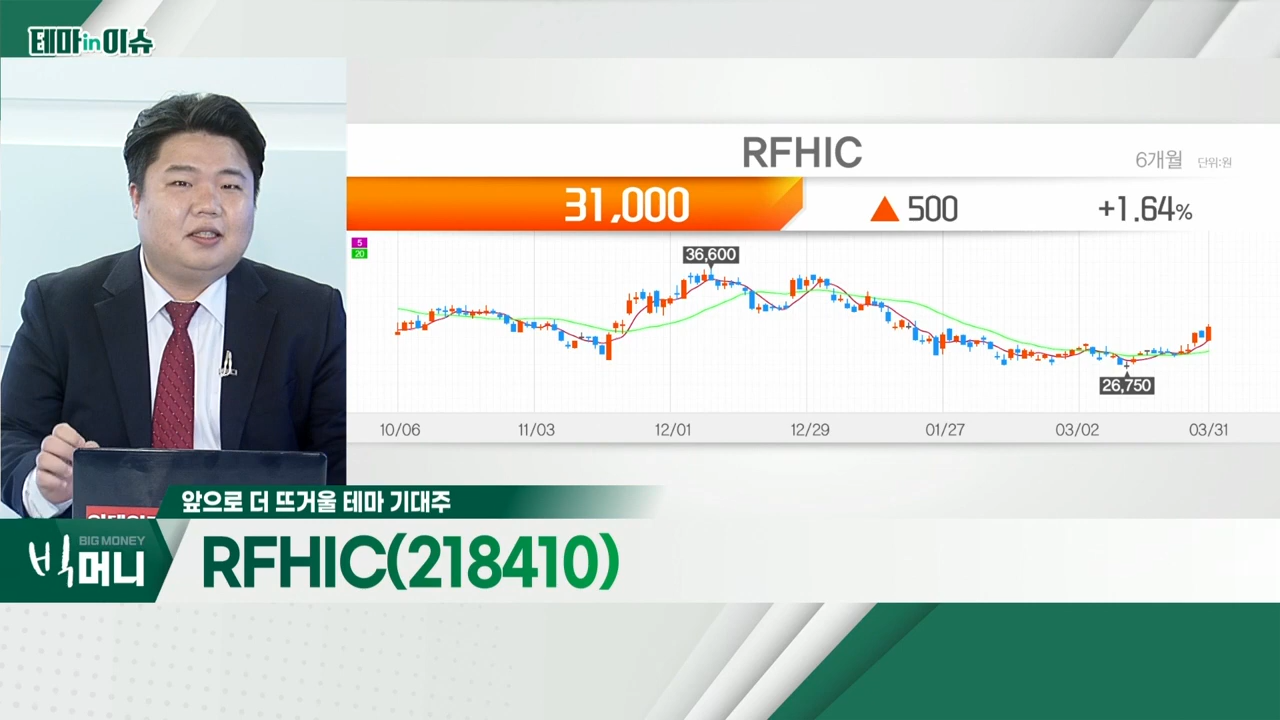 테마in이슈
RFHIC
6개월 단위:원
31,000 ▲500 +1.64%
5
20
36,600
26,750
10/06 11/03 12/01 12/29 01/27 03/02 03/31
앞으로 더 뜨거울 테마 기대주
BIG MONEY
빅머니
RFHIC(218410)